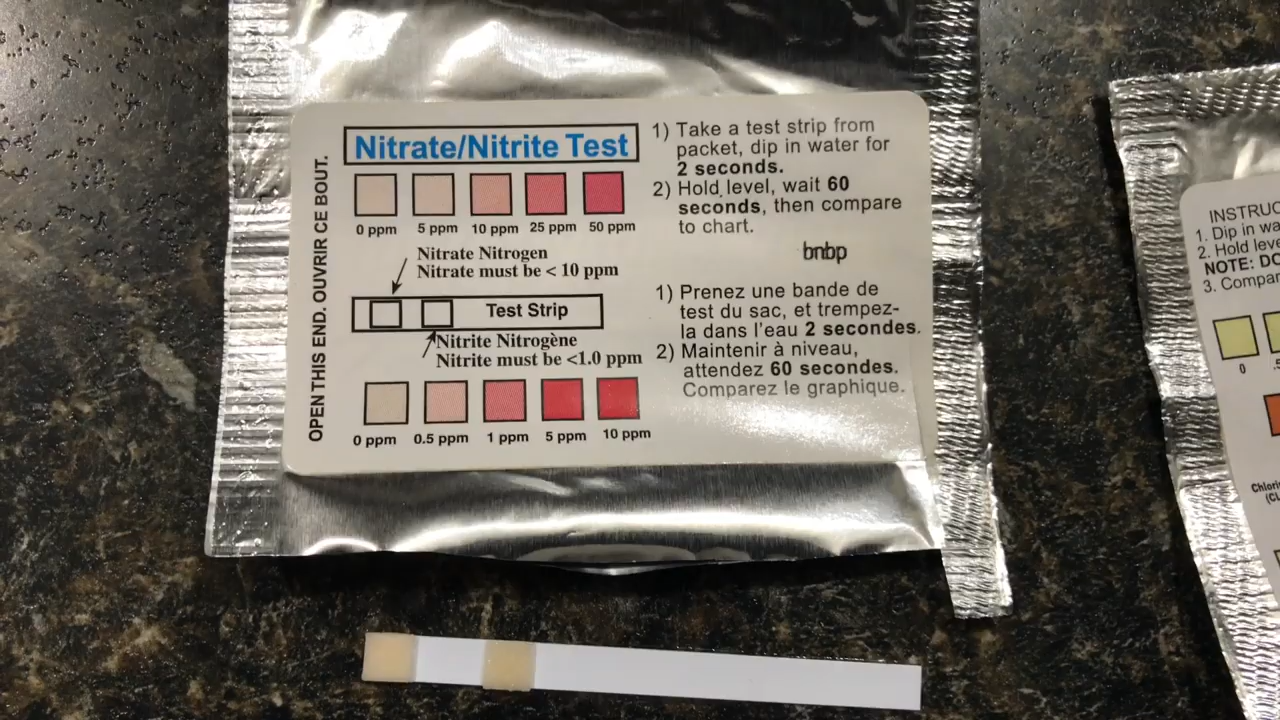 OPEN THIS END. OUVRIR CE BOUT.
Nitrate/Nitrite Test
0 ppm 5 ppm 10 ppm 25 ppm 50 ppm
Nitrate Nitrogen
Nitrate must be < 10 ppm
Test Strip
Nitrite Nitrogène
Nitrite must be <1.0 ppm
0 ppm 0.5 ppm 1 ppm 5 ppm 10 ppm
1) Take a test strip from
packet, dip in water for
2 seconds.
2) Hold level, wait 60
seconds, then compare
to chart.
bnbp
1) Prenez une bande de
test du sac, et trempez-
la dans l'eau 2 secondes.
2) Maintenir à niveau,
attendez 60 secondes.
Comparez le graphique.
1. Dip in
2. Hold
NOTE:
3.
0